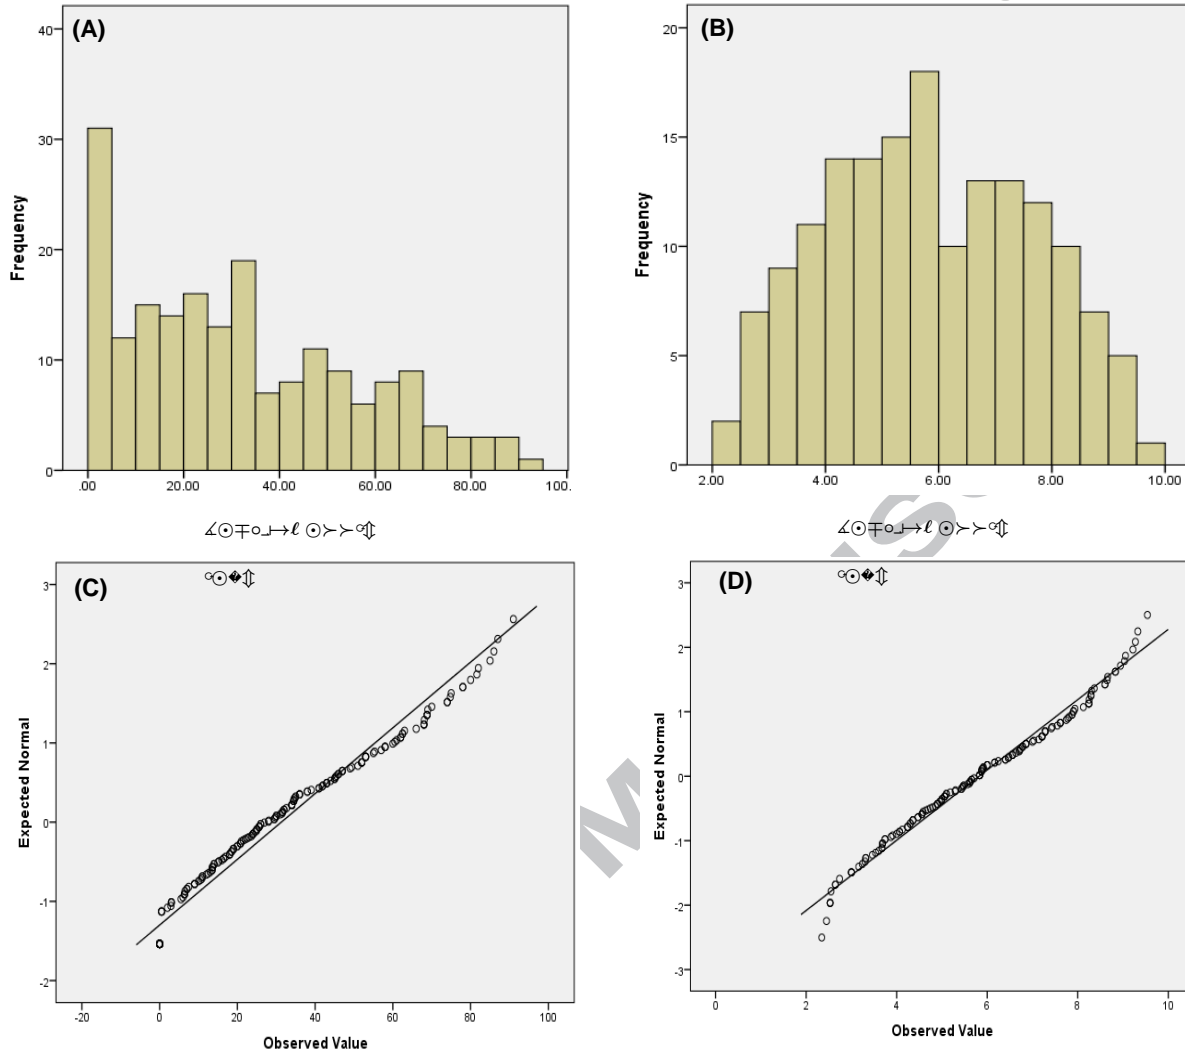 (A)
40
30
20
10
0
Frequency
.00 20.00 40.00 60.00 80.00 100.
(B)
20
15
10
5
0
Frequency
2.00 4.00 6.00 8.00 10.00
(C)
3
2
1
0
-1
-2
Expected Normal
-20 0 20 40 60 80 100
Observed Value
(D)
3
2
1
0
-1
-2
-3
Expected Normal
0 2 4 6 8 10
Observed Value